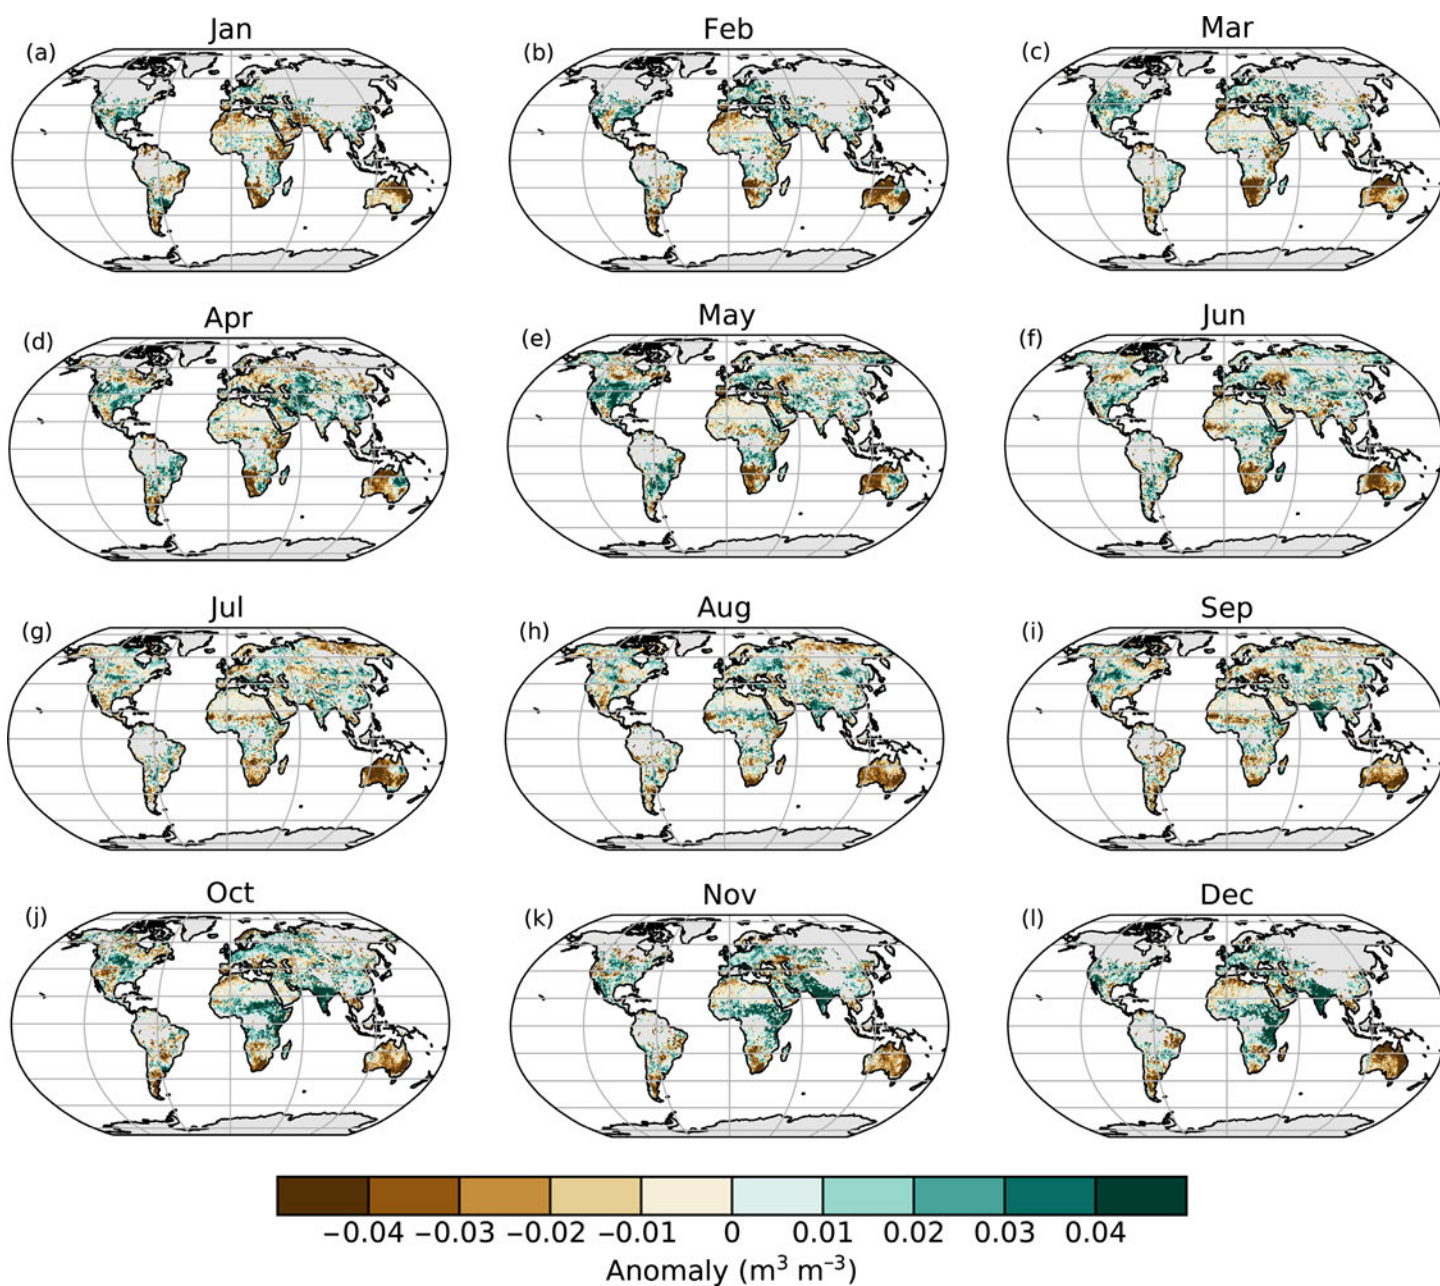 Jan
Feb
Mar
(a)
(b)
(c)
Apr
May
Jun
(d)
(e)
(f)
Jul
Aug
Sep
(g)
(h)
(i)
Oct
Nov
Dec
(j)
(k)
(l)
−0.04 −0.03 −0.02 −0.01 0 0.01 0.02 0.03 0.04
Anomaly (m³ m⁻³)